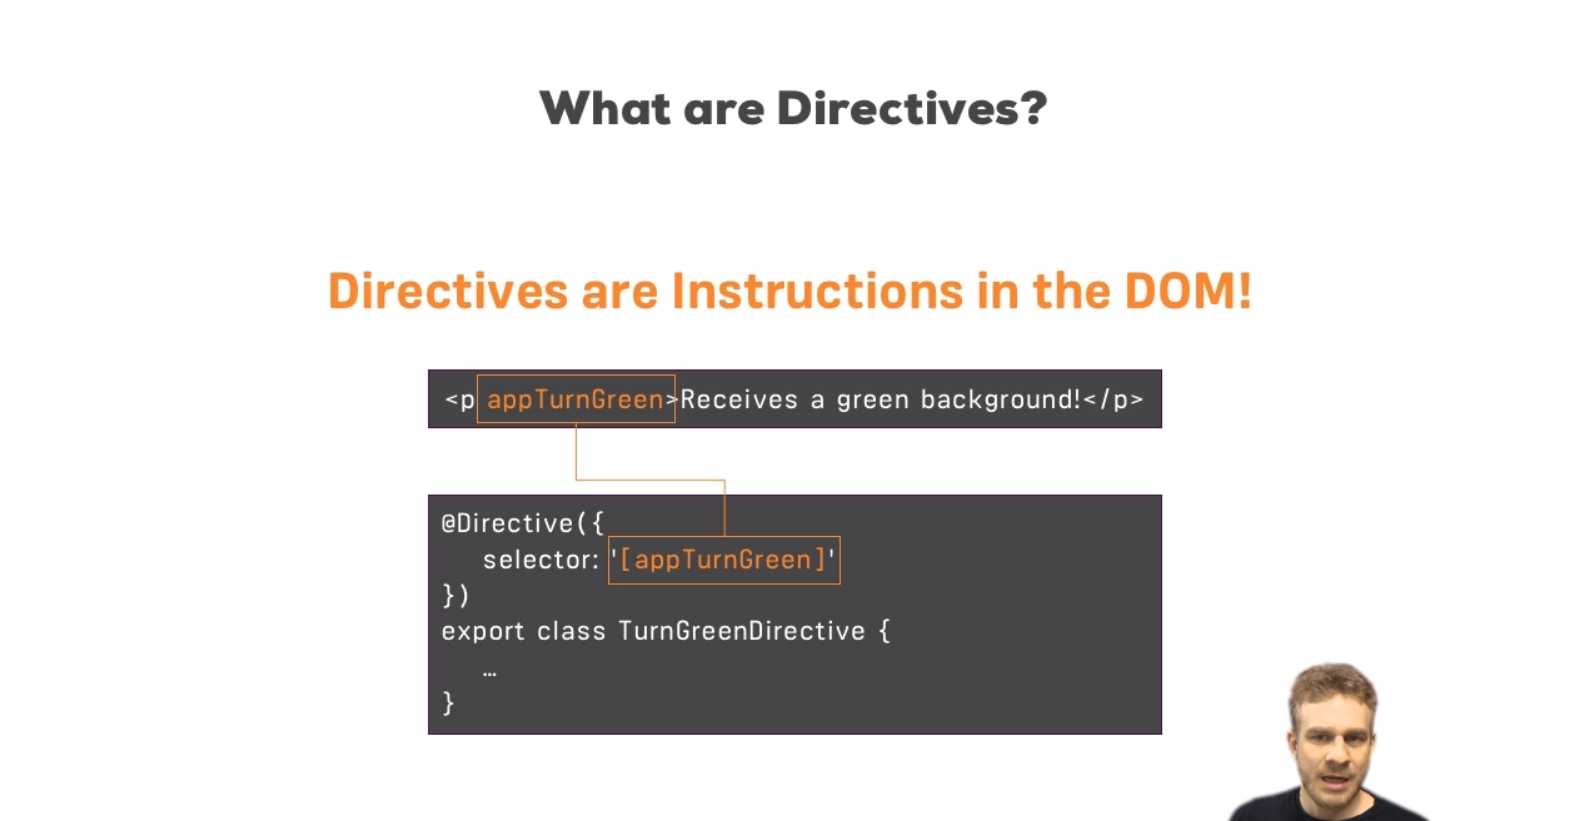 What are Directives?
Directives are Instructions in the DOM!
<p appTurnGreen>Receives a green background!</p>
@Directive({
selector: '[appTurnGreen]'
})
export class TurnGreenDirective {
…
}